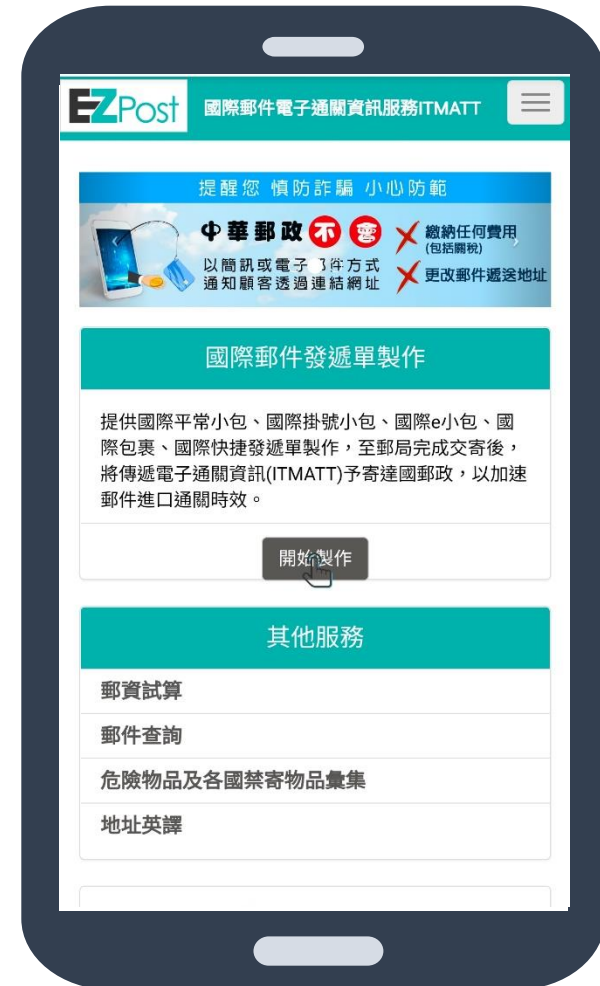 EZPost 國際郵件電子通關資訊服務ITMATT
提醒您 慎防詐騙 小心防範
中華郵政不會
以簡訊或電子 件方式
通知顧客透過連結網址
繳納任何費用
(包括關稅)
更改郵件遞送地址
國際郵件發遞單製作
提供國際平常小包、國際掛號小包、國際e小包、國
際包裹、國際快捷發遞單製作，至郵局完成交寄後，
將傳遞電子通關資訊(ITMATT)予寄達國郵政，以加速
郵件進口通關時效。
開始製作
其他服務
郵資試算
郵件查詢
危險物品及各國禁寄物品彙集
地址英譯